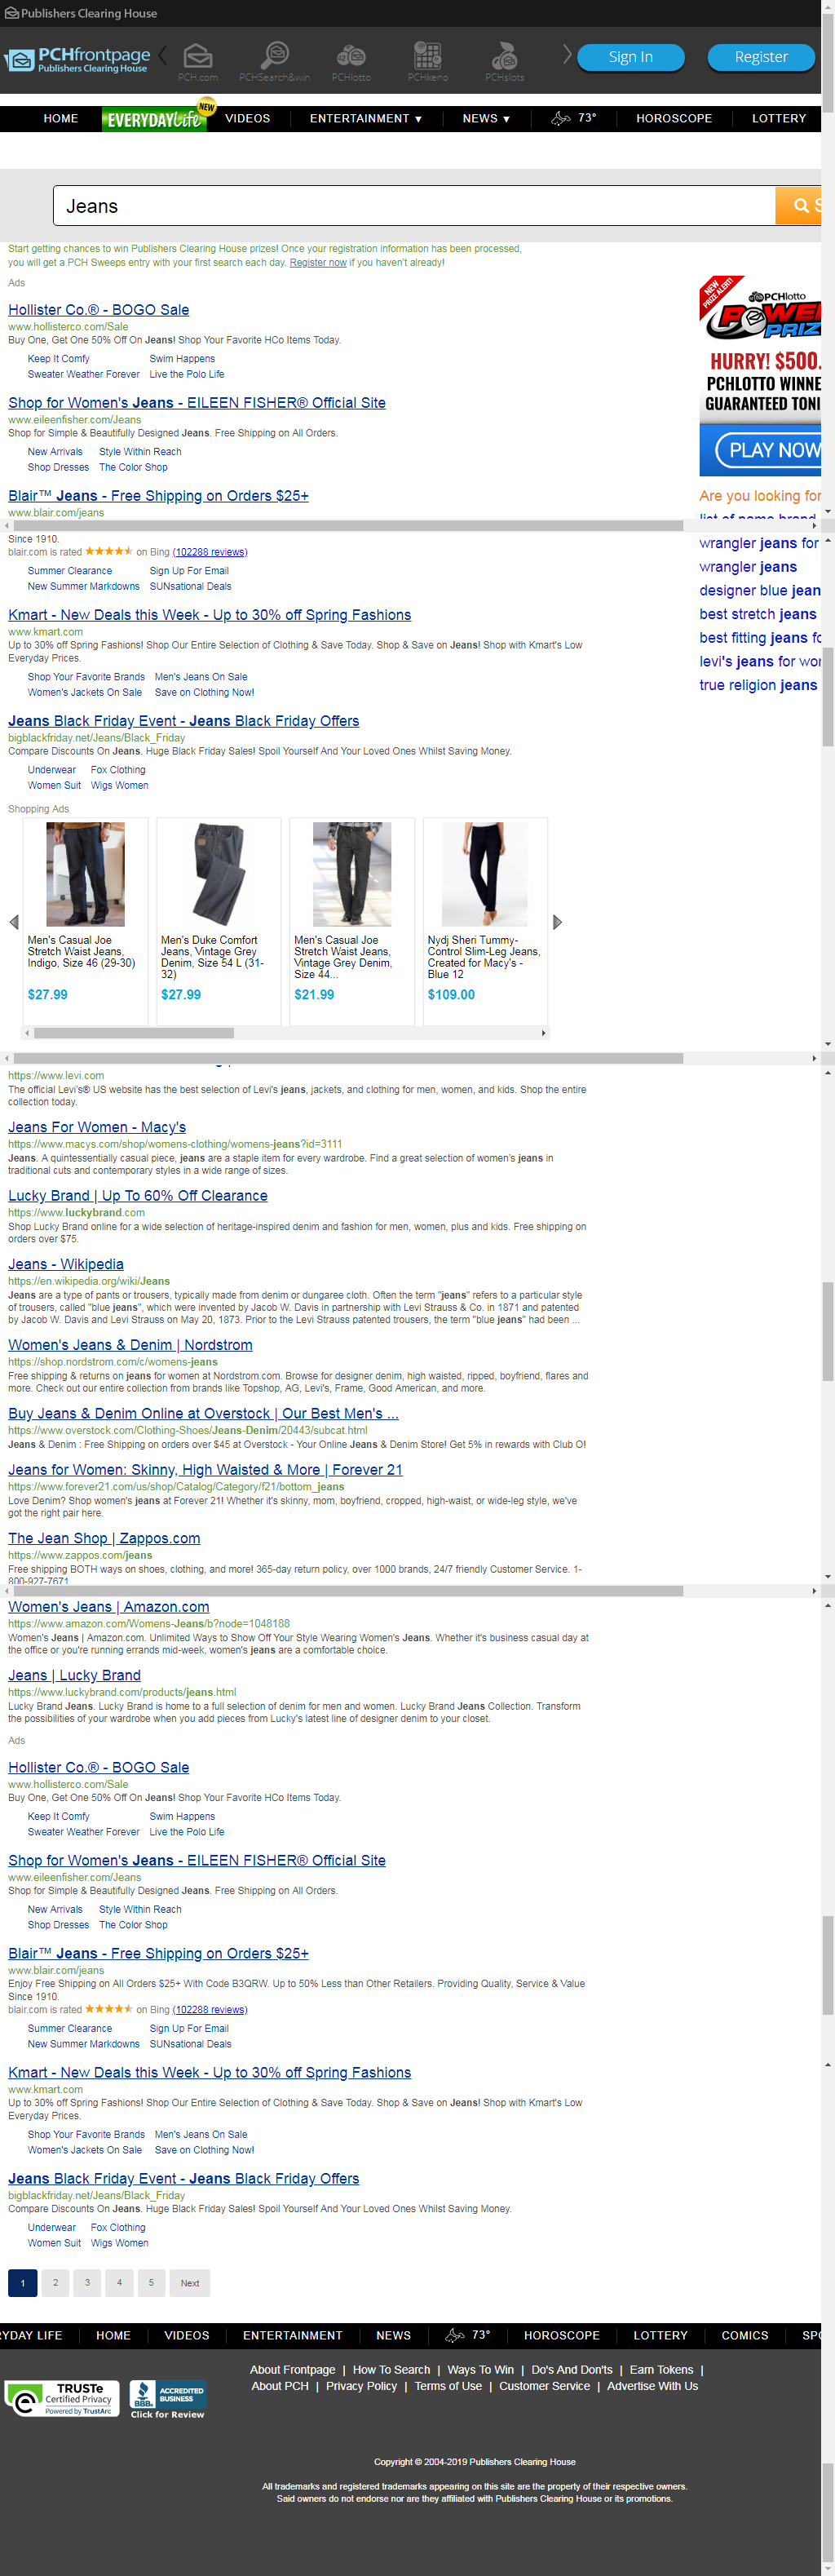 Publishers Clearing House
PCHfrontpage
Publishers Clearing House
PCH.com
PCHSearch&win
PCHlotto
PCHkeno
PCHslots
Sign In
Register
HOME
EVERYDAY Life
NEW
VIDEOS
ENTERTAINMENT ▼
NEWS ▼
73°
HOROSCOPE
LOTTERY
Jeans
Start getting chances to win Publishers Clearing House prizes! Once your registration information has been processed,
you will get a PCH Sweeps entry with your first search each day. Register now if you haven't already!
Ads
Hollister Co.® - BOGO Sale
www.hollisterco.com/Sale
Buy One, Get One 50% Off On Jeans! Shop Your Favorite HCo Items Today.
Keep It Comfy Swim Happens
Sweater Weather Forever Live the Polo Life
Shop for Women's Jeans - EILEEN FISHER® Official Site
www.eileenfisher.com/Jeans
Shop for Simple & Beautifully Designed Jeans. Free Shipping on All Orders.
New Arrivals Style Within Reach
Shop Dresses The Color Shop
Blair™ Jeans - Free Shipping on Orders $25+
www.blair.com/jeans
NEW PRIZE ALERT!
PCHlotto
HURRY! $500,
PCHLOTTO WINNE
GUARANTEED TONI
PLAY NOW
Are you looking for
Since 1910.
blair.com is rated ★★★★★ on Bing (102288 reviews)
Summer Clearance Sign Up For Email
New Summer Markdowns SUNsational Deals
Kmart - New Deals this Week - Up to 30% off Spring Fashions
www.kmart.com
Up to 30% off Spring Fashions! Shop Our Entire Selection of Clothing & Save Today. Shop & Save on Jeans! Shop with Kmart's Low
Everyday Prices.
Shop Your Favorite Brands Men's Jeans On Sale
Women's Jackets On Sale Save on Clothing Now!
Jeans Black Friday Event - Jeans Black Friday Offers
bigblackfriday.net/Jeans/Black_Friday
Compare Discounts On Jeans. Huge Black Friday Sales! Spoil Yourself And Your Loved Ones Whilst Saving Money.
Underwear Fox Clothing
Women Suit Wigs Women
wrangler jeans for
wrangler jeans
designer blue jean
best stretch jeans
best fitting jeans fo
levi's jeans for wor
true religion jeans
Shopping Ads
Men's Casual Joe
Stretch Waist Jeans,
Indigo, Size 46 (29-30)
$27.99
Men's Duke Comfort
Jeans, Vintage Grey
Denim, Size 54 L (31-
32)
$27.99
Men's Casual Joe
Stretch Waist Jeans,
Vintage Grey Denim,
Size 44...
$21.99
Nydj Sheri Tummy-
Control Slim-Leg Jeans,
Created for Macy's -
Blue 12
$109.00
https://www.levi.com
The official Levi's® US website has the best selection of Levi's jeans, jackets, and clothing for men, women, and kids. Shop the entire
collection today.
Jeans For Women - Macy's
https://www.macys.com/shop/womens-clothing/womens-jeans?id=3111
Jeans. A quintessentially casual piece, jeans are a staple item for every wardrobe. Find a great selection of women's jeans in
traditional cuts and contemporary styles in a wide range of sizes.
Lucky Brand | Up To 60% Off Clearance
https://www.luckybrand.com
Shop Lucky Brand online for a wide selection of heritage-inspired denim and fashion for men, women, plus and kids. Free shipping on
orders over $75.
Jeans - Wikipedia
https://en.wikipedia.org/wiki/Jeans
Jeans are a type of pants or trousers, typically made from denim or dungaree cloth. Often the term "jeans" refers to a particular style
of trousers, called "blue jeans", which were invented by Jacob W. Davis in partnership with Levi Strauss & Co. in 1871 and patented
by Jacob W. Davis and Levi Strauss on May 20, 1873. Prior to the Levi Strauss patented trousers, the term "blue jeans" had been ...
Women's Jeans & Denim | Nordstrom
https://shop.nordstrom.com/c/womens-jeans
Free shipping & returns on jeans for women at Nordstrom.com. Browse for designer denim, high waisted, ripped, boyfriend, flares and
more. Check out our entire collection from brands like Topshop, AG, Levi's, Frame, Good American, and more.
Buy Jeans & Denim Online at Overstock | Our Best Men's ...
https://www.overstock.com/Clothing-Shoes/Jeans-Denim/20443/subcat.html
Jeans & Denim : Free Shipping on orders over $45 at Overstock - Your Online Jeans & Denim Store! Get 5% in rewards with Club O!
Jeans for Women: Skinny, High Waisted & More | Forever 21
https://www.forever21.com/us/shop/Catalog/Category/f21/bottom_jeans
Love Denim? Shop women's jeans at Forever 21! Whether it's skinny, mom, boyfriend, cropped, high-waist, or wide-leg style, we've
got the right pair here.
The Jean Shop | Zappos.com
https://www.zappos.com/jeans
Free shipping BOTH ways on shoes, clothing, and more! 365-day return policy, over 1000 brands, 24/7 friendly Customer Service. 1-
800-927-7671
Women's Jeans | Amazon.com
https://www.amazon.com/Womens-Jeans/b?node=1048188
Women's Jeans | Amazon.com. Unlimited Ways to Show Off Your Style Wearing Women's Jeans. Whether it's business casual day at
the office or you're running errands mid-week, women's jeans are a comfortable choice.
Jeans | Lucky Brand
https://www.luckybrand.com/products/jeans.html
Lucky Brand Jeans. Lucky Brand is home to a full selection of denim for men and women. Lucky Brand Jeans Collection. Transform
the possibilities of your wardrobe when you add pieces from Lucky's latest line of designer denim to your closet.
Ads
Hollister Co.® - BOGO Sale
www.hollisterco.com/Sale
Buy One, Get One 50% Off On Jeans! Shop Your Favorite HCo Items Today.
Keep It Comfy Swim Happens
Sweater Weather Forever Live the Polo Life
Shop for Women's Jeans - EILEEN FISHER® Official Site
www.eileenfisher.com/Jeans
Shop for Simple & Beautifully Designed Jeans. Free Shipping on All Orders.
New Arrivals Style Within Reach
Shop Dresses The Color Shop
Blair™ Jeans - Free Shipping on Orders $25+
www.blair.com/jeans
Enjoy Free Shipping on All Orders $25+ With Code B3QRW. Up to 50% Less than Other Retailers. Providing Quality, Service & Value
Since 1910.
blair.com is rated ★★★★★ on Bing (102288 reviews)
Summer Clearance Sign Up For Email
New Summer Markdowns SUNsational Deals
Kmart - New Deals this Week - Up to 30% off Spring Fashions
www.kmart.com
Up to 30% off Spring Fashions! Shop Our Entire Selection of Clothing & Save Today. Shop & Save on Jeans! Shop with Kmart's Low
Everyday Prices.
Shop Your Favorite Brands Men's Jeans On Sale
Women's Jackets On Sale Save on Clothing Now!
Jeans Black Friday Event - Jeans Black Friday Offers
bigblackfriday.net/Jeans/Black_Friday
Compare Discounts On Jeans. Huge Black Friday Sales! Spoil Yourself And Your Loved Ones Whilst Saving Money.
Underwear Fox Clothing
Women Suit Wigs Women
1 2 3 4 5 Next
RYDAY LIFE HOME VIDEOS ENTERTAINMENT NEWS 73° HOROSCOPE LOTTERY COMICS SPO
TRUSTe
Certified Privacy
Powered by TrustArc
BBB.
ACCREDITED
BUSINESS
Click for Review
About Frontpage | How To Search | Ways To Win | Do's And Don'ts | Earn Tokens |
About PCH | Privacy Policy | Terms of Use | Customer Service | Advertise With Us
Copyright © 2004-2019 Publishers Clearing House
All trademarks and registered trademarks appearing on this site are the property of their respective owners.
Said owners do not endorse nor are they affiliated with Publishers Clearing House or its promotions.